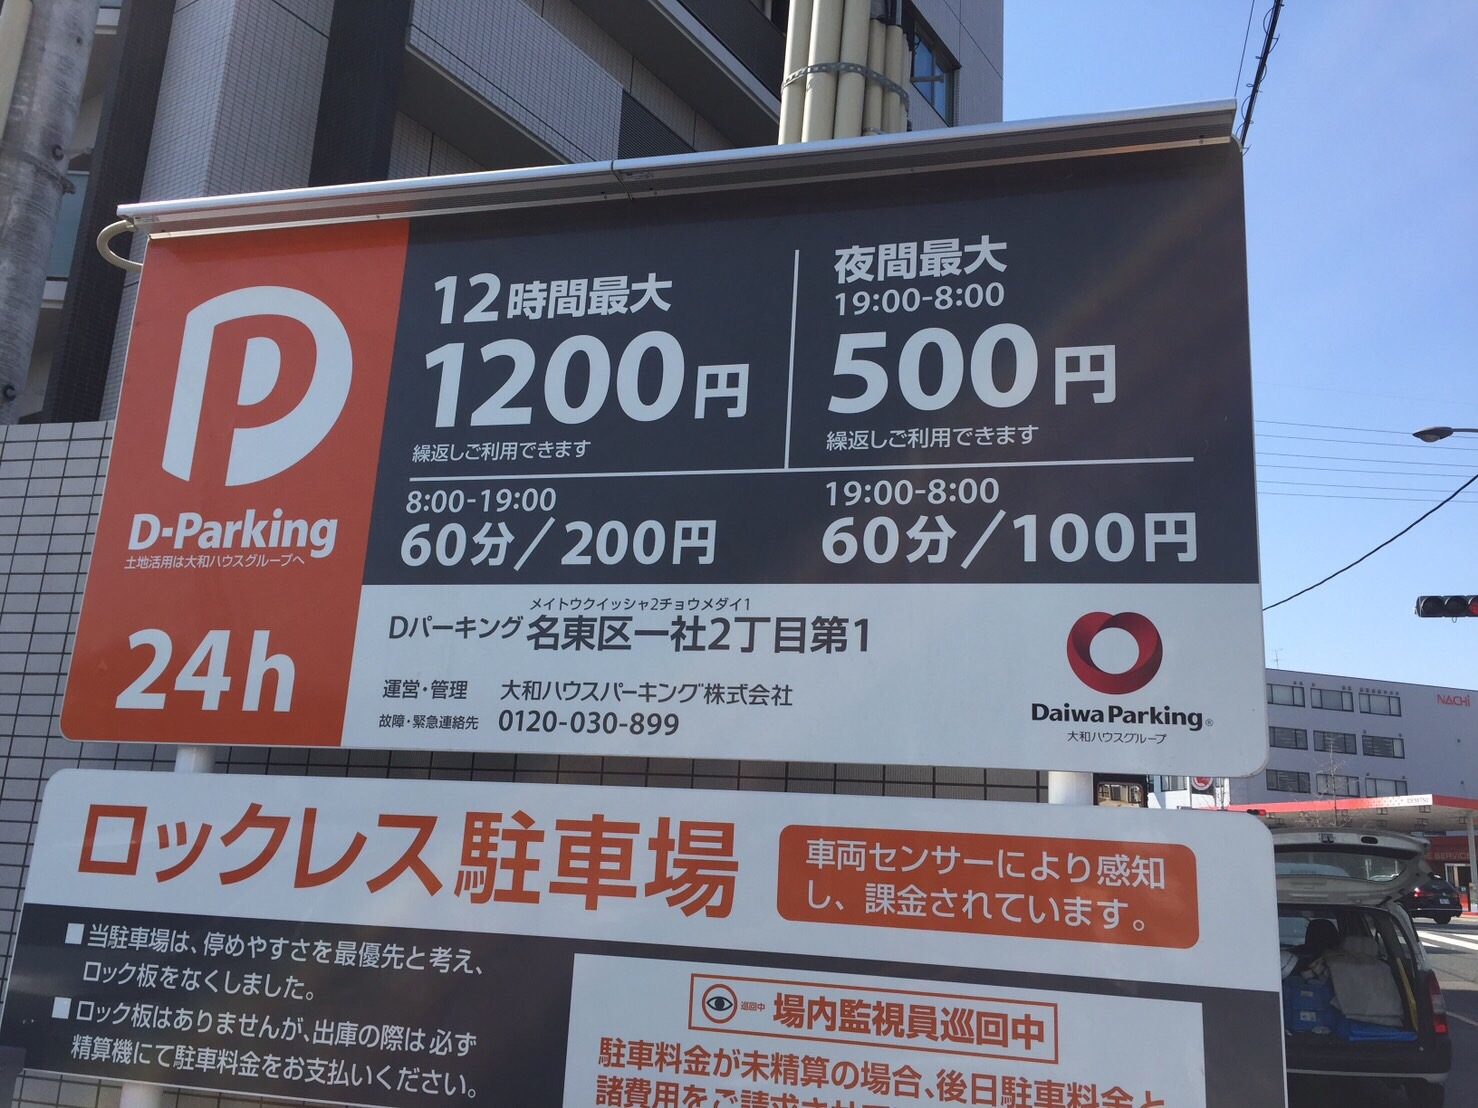 12時間最大
1200円
繰返しご利用できます
夜間最大
19:00-8:00
500円
繰返しご利用できます
8:00-19:00
60分/200円
19:00-8:00
60分/100円
D-Parking
土地活用は大和ハウスグループへ
24h
メイトウクイッシャ2チョウメダイ1
Dパーキング 名東区一社2丁目第1
運営・管理 大和ハウスパーキング株式会社
故障・緊急連絡先 0120-030-899
Daiwa Parking®
大和ハウスグループ
NACHi
ロックレス駐車場
車両センサーにより感知
し、課金されています。
■当駐車場は、停めやすさを最優先と考え、
ロック板をなくしました。
■ロック板はありませんが、出庫の際は必ず
精算機にて駐車料金をお支払いください。
巡回中 場内監視員巡回中
駐車料金が未精算の場合、後日駐車料金と
諸費用をご請求させ